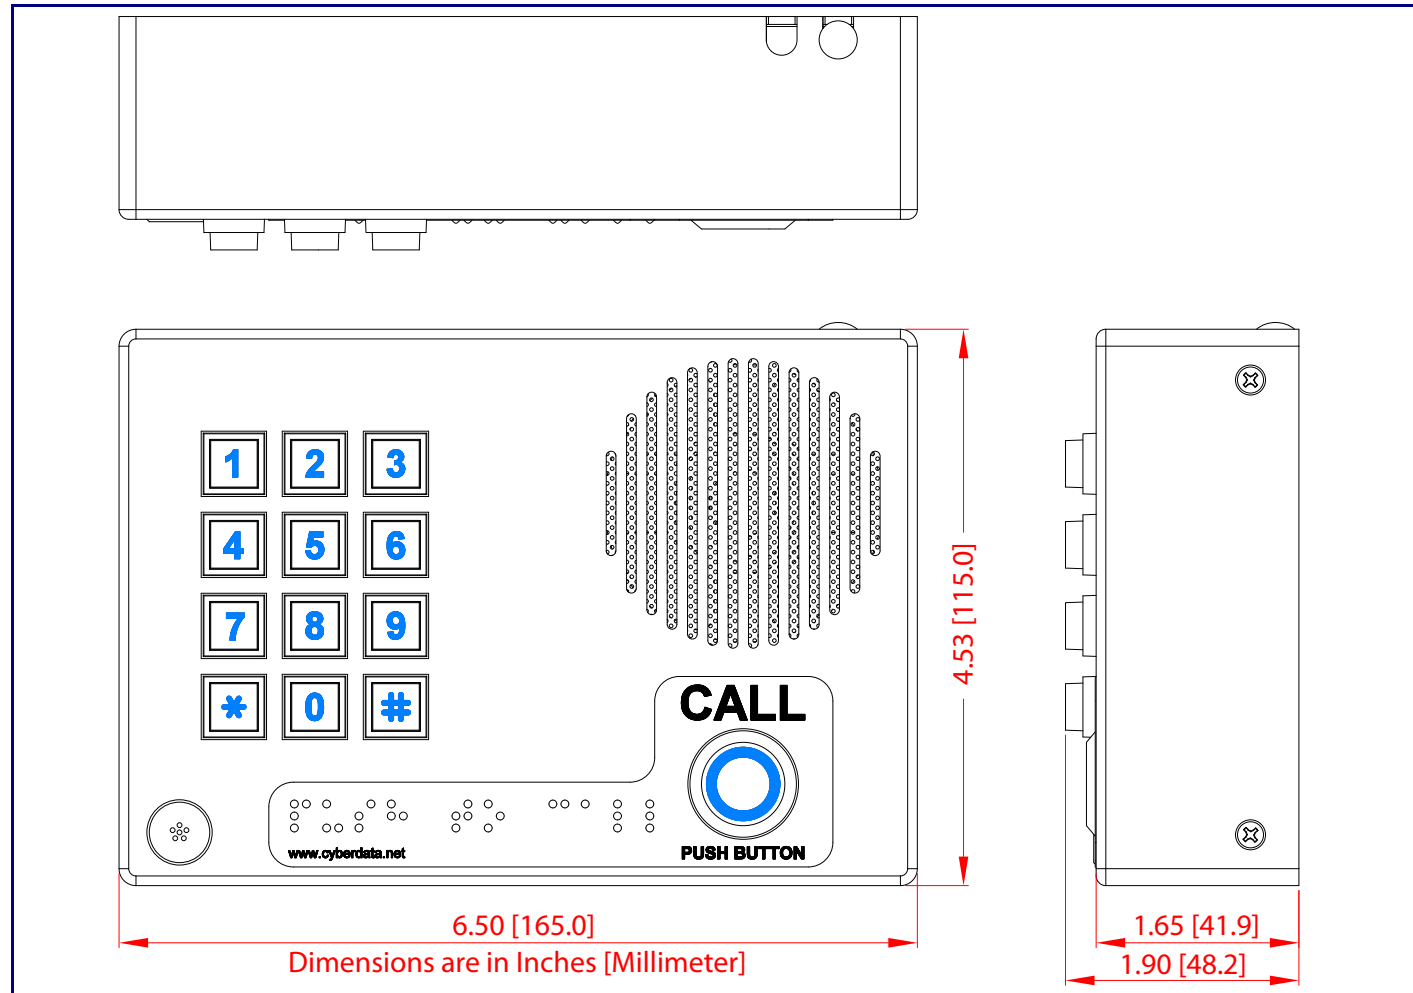 1 2 3
4 5 6
7 8 9
* 0 #
CALL
PUSH BUTTON
www.cyberdata.net
4.53 [115.0]
6.50 [165.0]
Dimensions are in Inches [Millimeter]
1.65 [41.9]
1.90 [48.2]